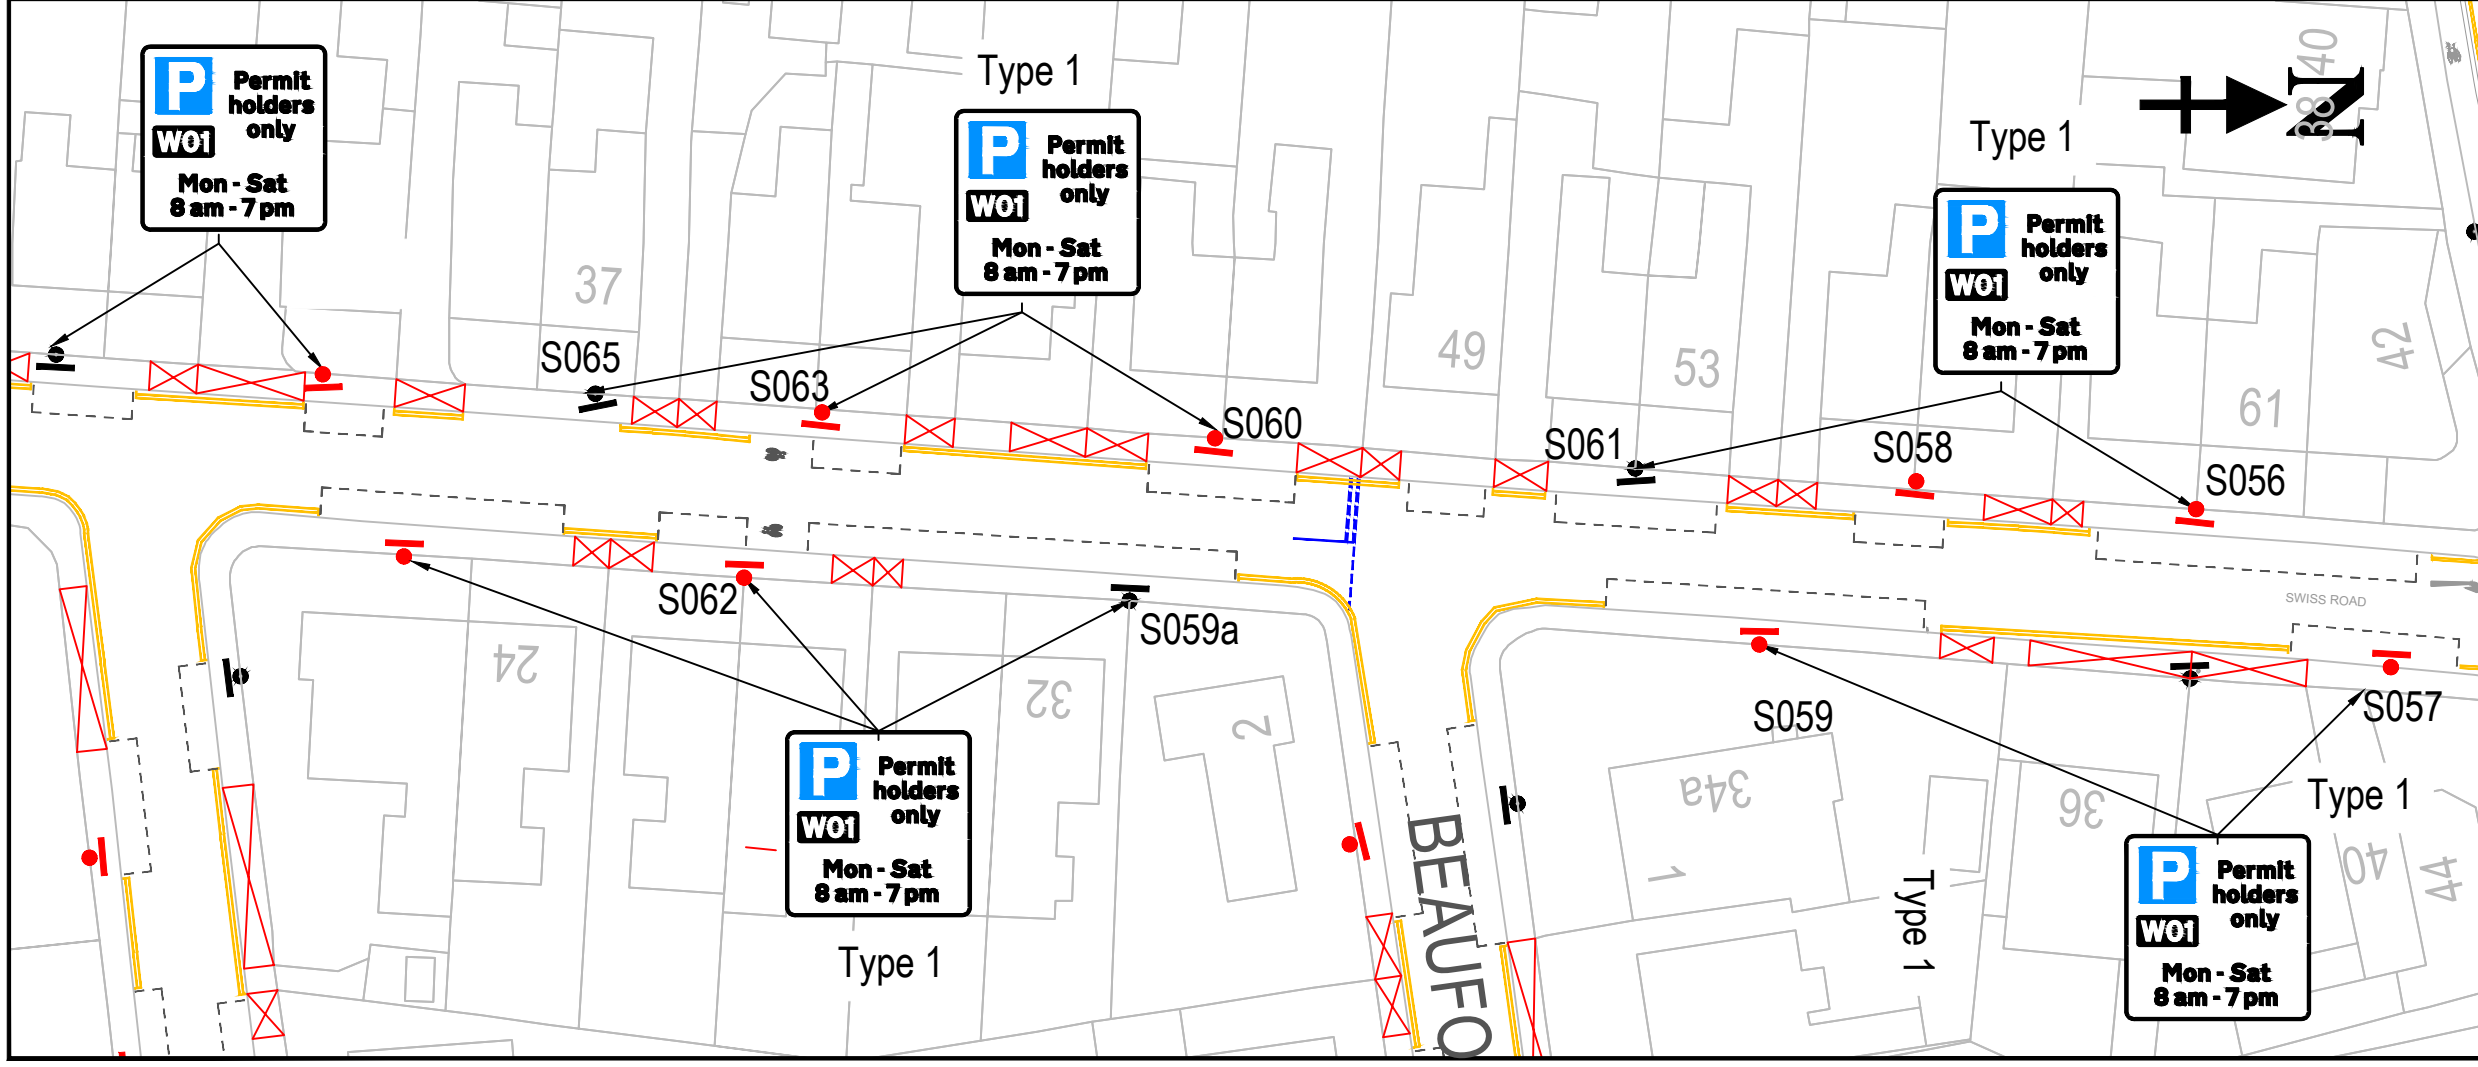 P Permit
holders
only
W01
Mon - Sat
8 am - 7 pm
Type 1
P Permit
holders
only
W01
Mon - Sat
8 am - 7 pm
Type 1
P Permit
holders
only
W01
Mon - Sat
8 am - 7 pm
N
40
38
37
49
53
61
42
S065
S063
S060
S061
S058
S056
SWISS ROAD
S062
S059a
S059
S057
24
32
2
34a
1
36
40
44
P Permit
holders
only
W01
Mon - Sat
8 am - 7 pm
Type 1
BEAUFO
Type 1
Type 1
P Permit
holders
only
W01
Mon - Sat
8 am - 7 pm